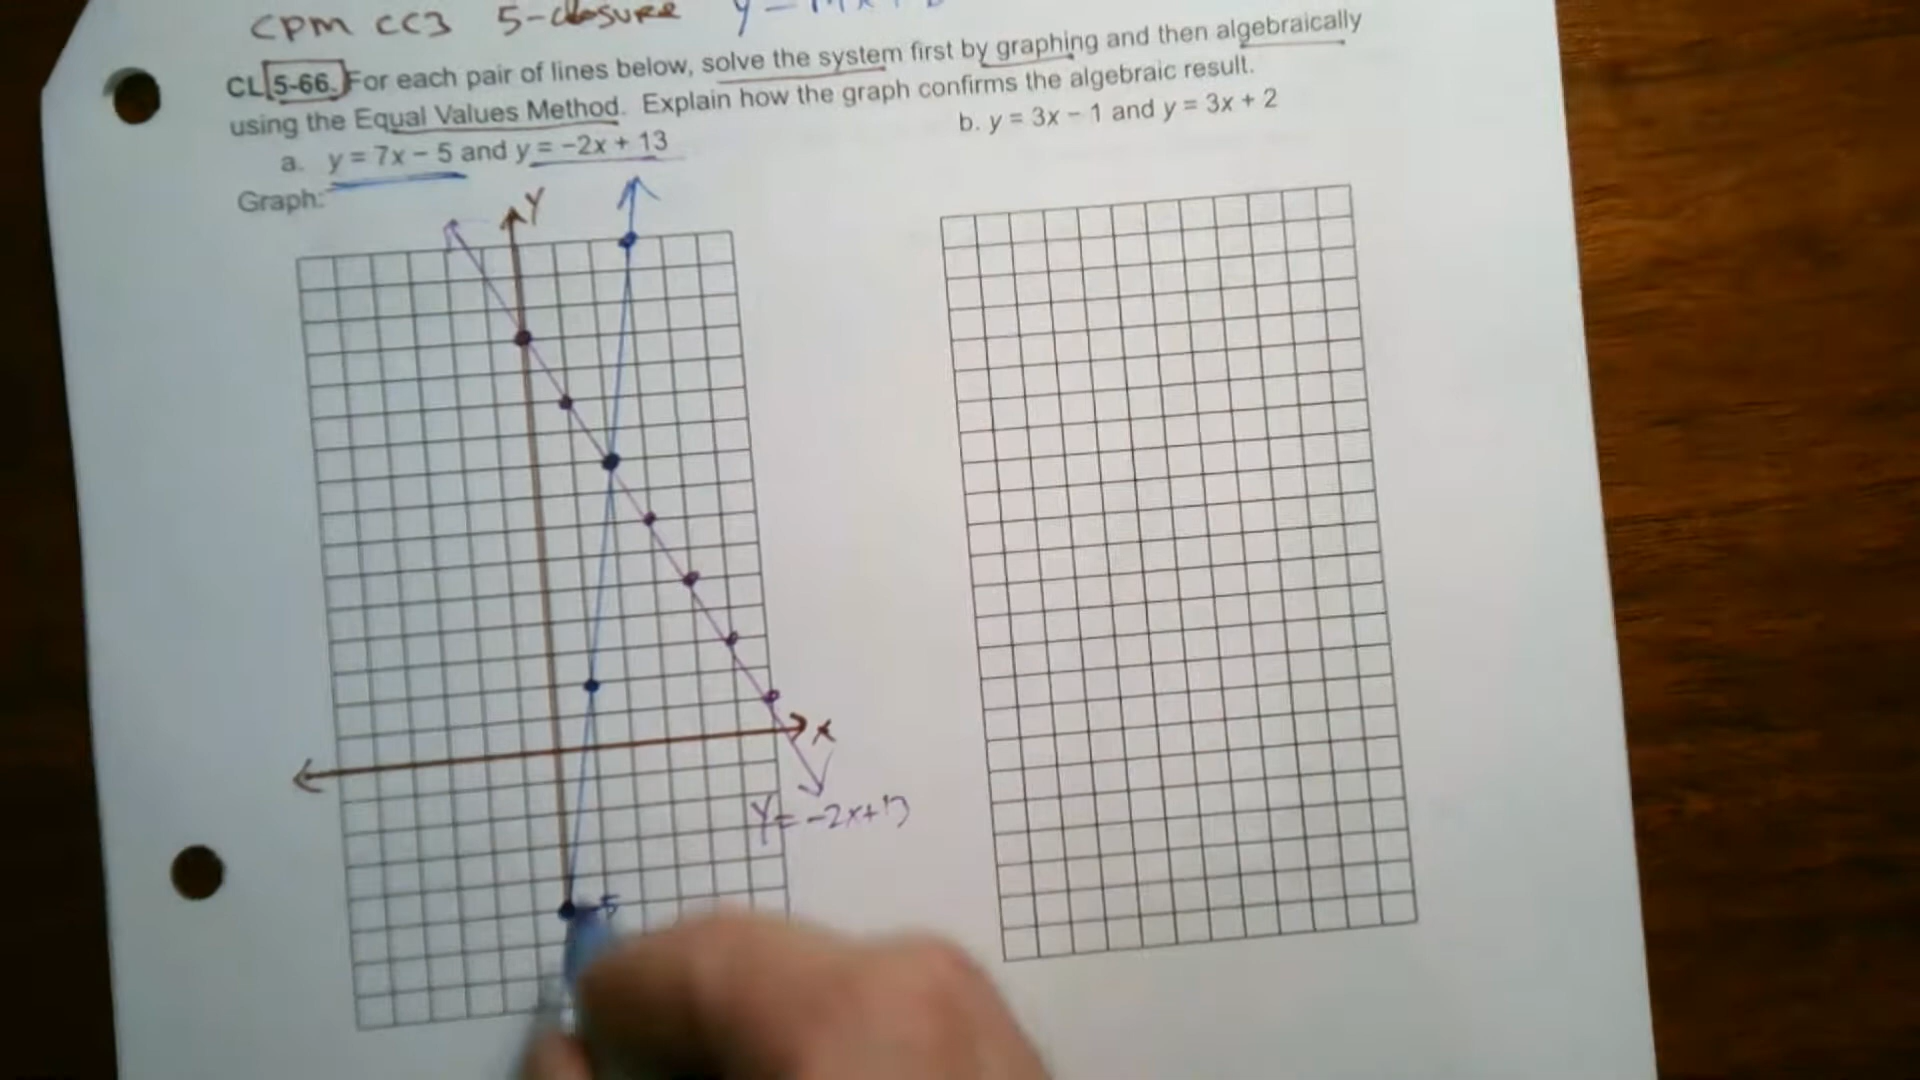 CPM CC3 5-closure y = mx + b
CL 5-66. For each pair of lines below, solve the system first by graphing and then algebraically
using the Equal Values Method. Explain how the graph confirms the algebraic result.
a. y = 7x − 5 and y = −2x + 13
b. y = 3x − 1 and y = 3x + 2
Graph:
Y
x
Y = -2x+13
-5